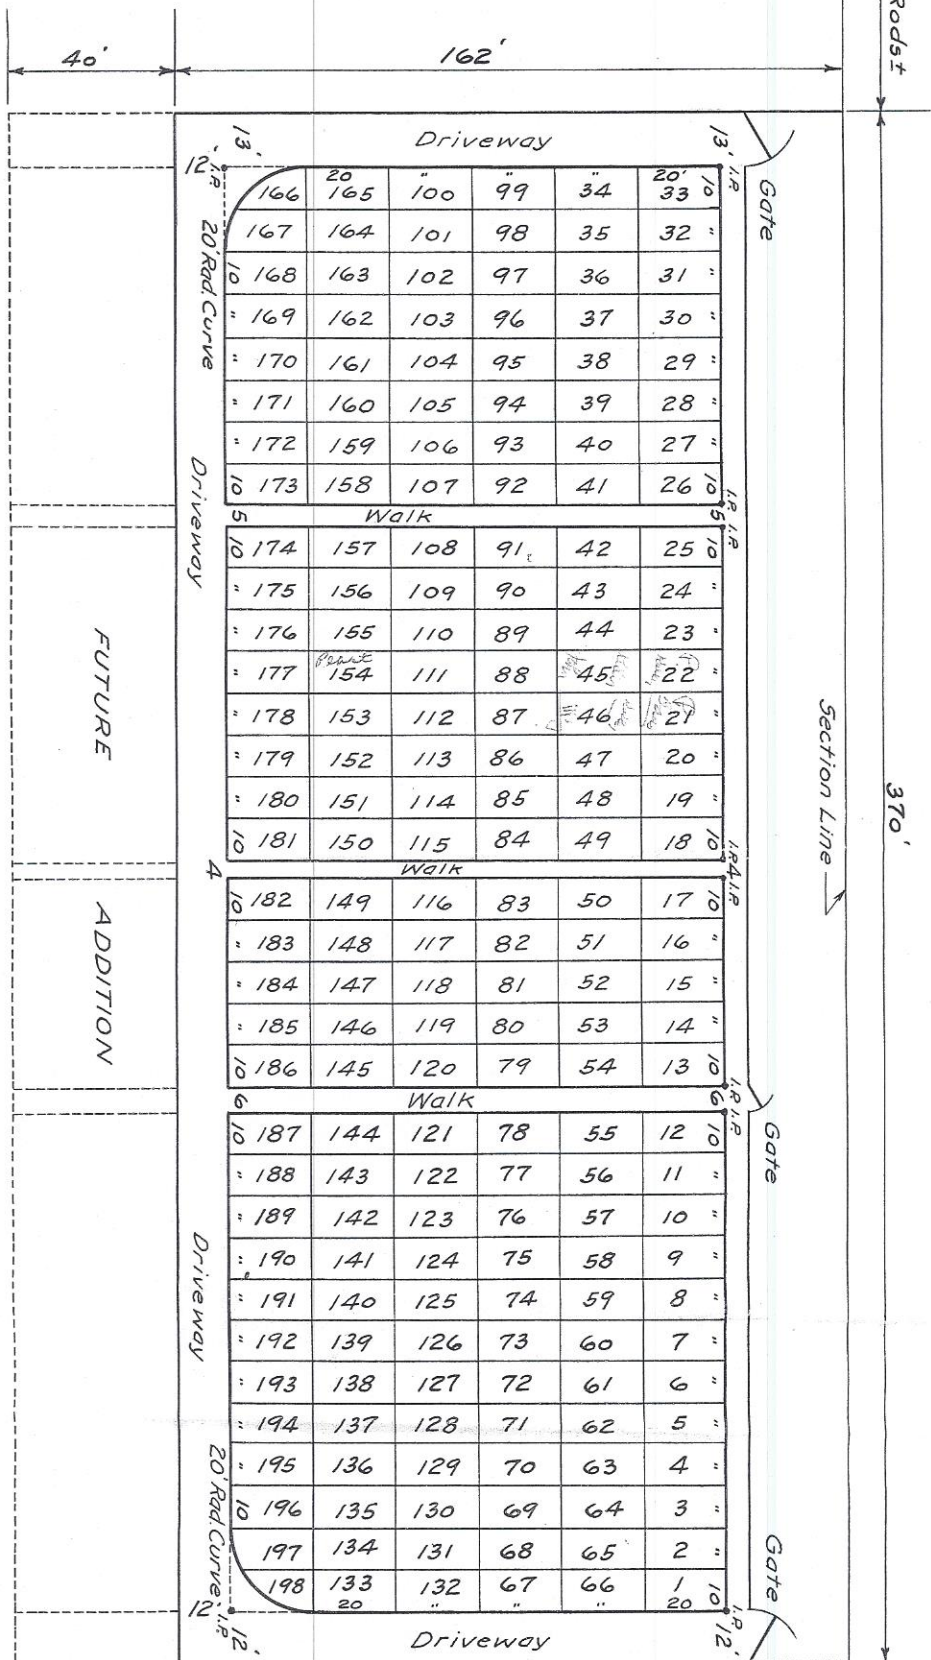 Rods ±
40' 162'
13' Driveway 13'
12' I.P. I.P. Gate
20 " " 20'
166 165 100 99 34 33 10
167 164 101 98 35 32 "
20' Rad. Curve
10 168 163 102 97 36 31 "
" 169 162 103 96 37 30 "
" 170 161 104 95 38 29 "
" 171 160 105 94 39 28 "
" 172 159 106 93 40 27 "
10 173 158 107 92 41 26 10
I.P.
5 Walk 5
I.P.
Driveway
10 174 157 108 91 42 25 10
" 175 156 109 90 43 24 "
" 176 155 110 89 44 23 "
" 177 154 111 88 45 22 "
" 178 153 112 87 46 21 "
" 179 152 113 86 47 20 "
" 180 151 114 85 48 19 "
10 181 150 115 84 49 18 10
FUTURE ADDITION
Section Line
370'
I.P.
4 Walk 4
I.P.
10 182 149 116 83 50 17 10
" 183 148 117 82 51 16 "
" 184 147 118 81 52 15 "
" 185 146 119 80 53 14 "
10 186 145 120 79 54 13 10
I.P.
6 Walk 6
I.P.
Gate
10 187 144 121 78 55 12 10
" 188 143 122 77 56 11 "
" 189 142 123 76 57 10 "
" 190 141 124 75 58 9 "
" 191 140 125 74 59 8 "
" 192 139 126 73 60 7 "
" 193 138 127 72 61 6 "
" 194 137 128 71 62 5 "
" 195 136 129 70 63 4 "
10 196 135 130 69 64 3 "
197 134 131 68 65 2 "
198 133 132 67 66 1 10
20 " " " 20
Driveway
20' Rad. Curve
Gate
12' I.P. I.P.
12' Driveway 12'